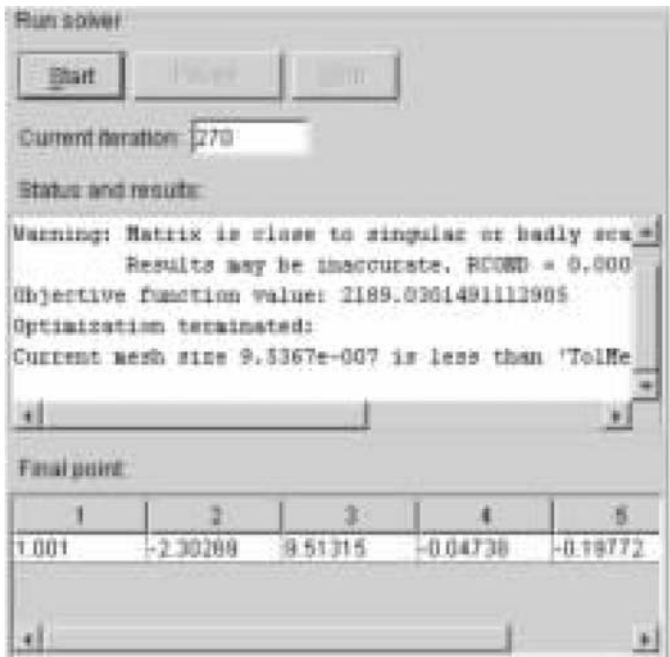 Run solver
Start
Current iteration: 270
Status and results:
Warning: Matrix is close to singular or badly sca
Results may be inaccurate. RCOND = 0.000
Objective function value: 2189.0301491112905
Optimization terminated:
Current mesh size 9.5367e-007 is less than 'TolMe
Final point:
1 2 3 4 5
1.001 -2.30269 9.51315 -0.04738 -0.19772